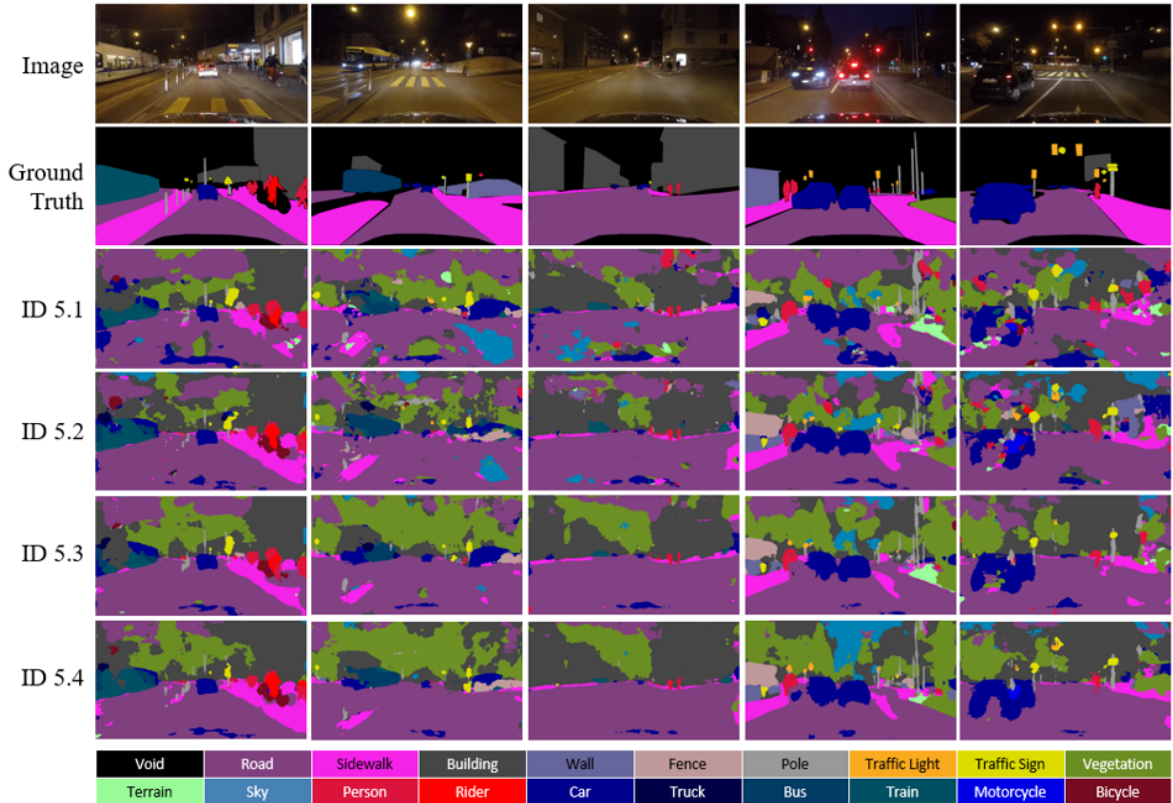 Image
Ground
Truth
ID 5.1
ID 5.2
ID 5.3
ID 5.4
Void Road Sidewalk Building Wall Fence Pole Traffic Light Traffic Sign Vegetation
Terrain Sky Person Rider Car Truck Bus Train Motorcycle Bicycle